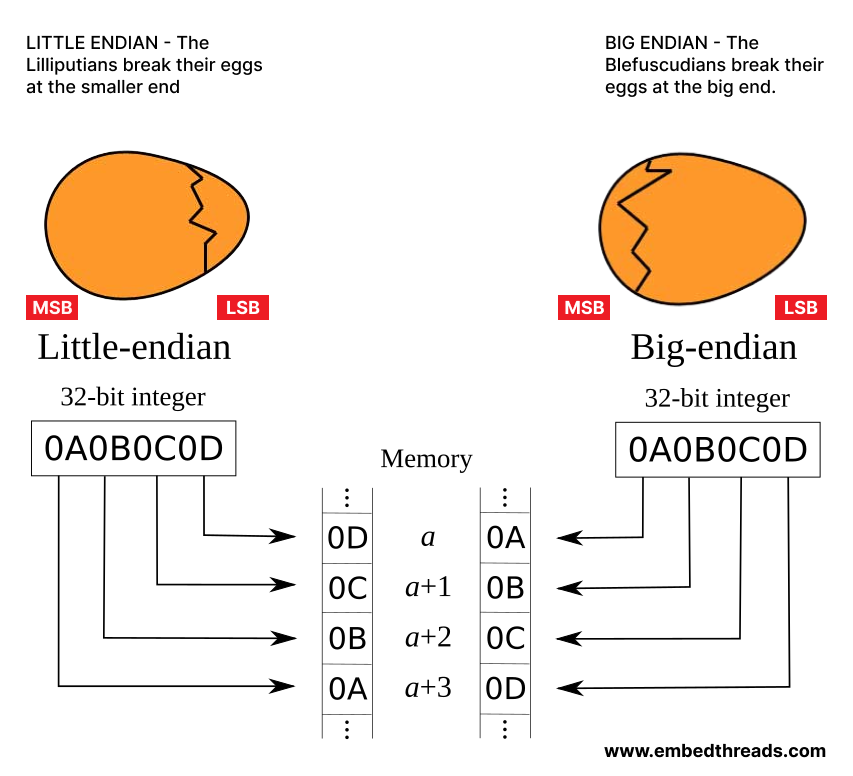 LITTLE ENDIAN - The
Lilliputians break their eggs
at the smaller end
BIG ENDIAN - The
Blefuscudians break their
eggs at the big end.
MSB
LSB
MSB
LSB
Little-endian
Big-endian
32-bit integer
32-bit integer
0A0B0C0D
0A0B0C0D
Memory
0D a 0A
0C a+1 0B
0B a+2 0C
0A a+3 0D
www.embedthreads.com